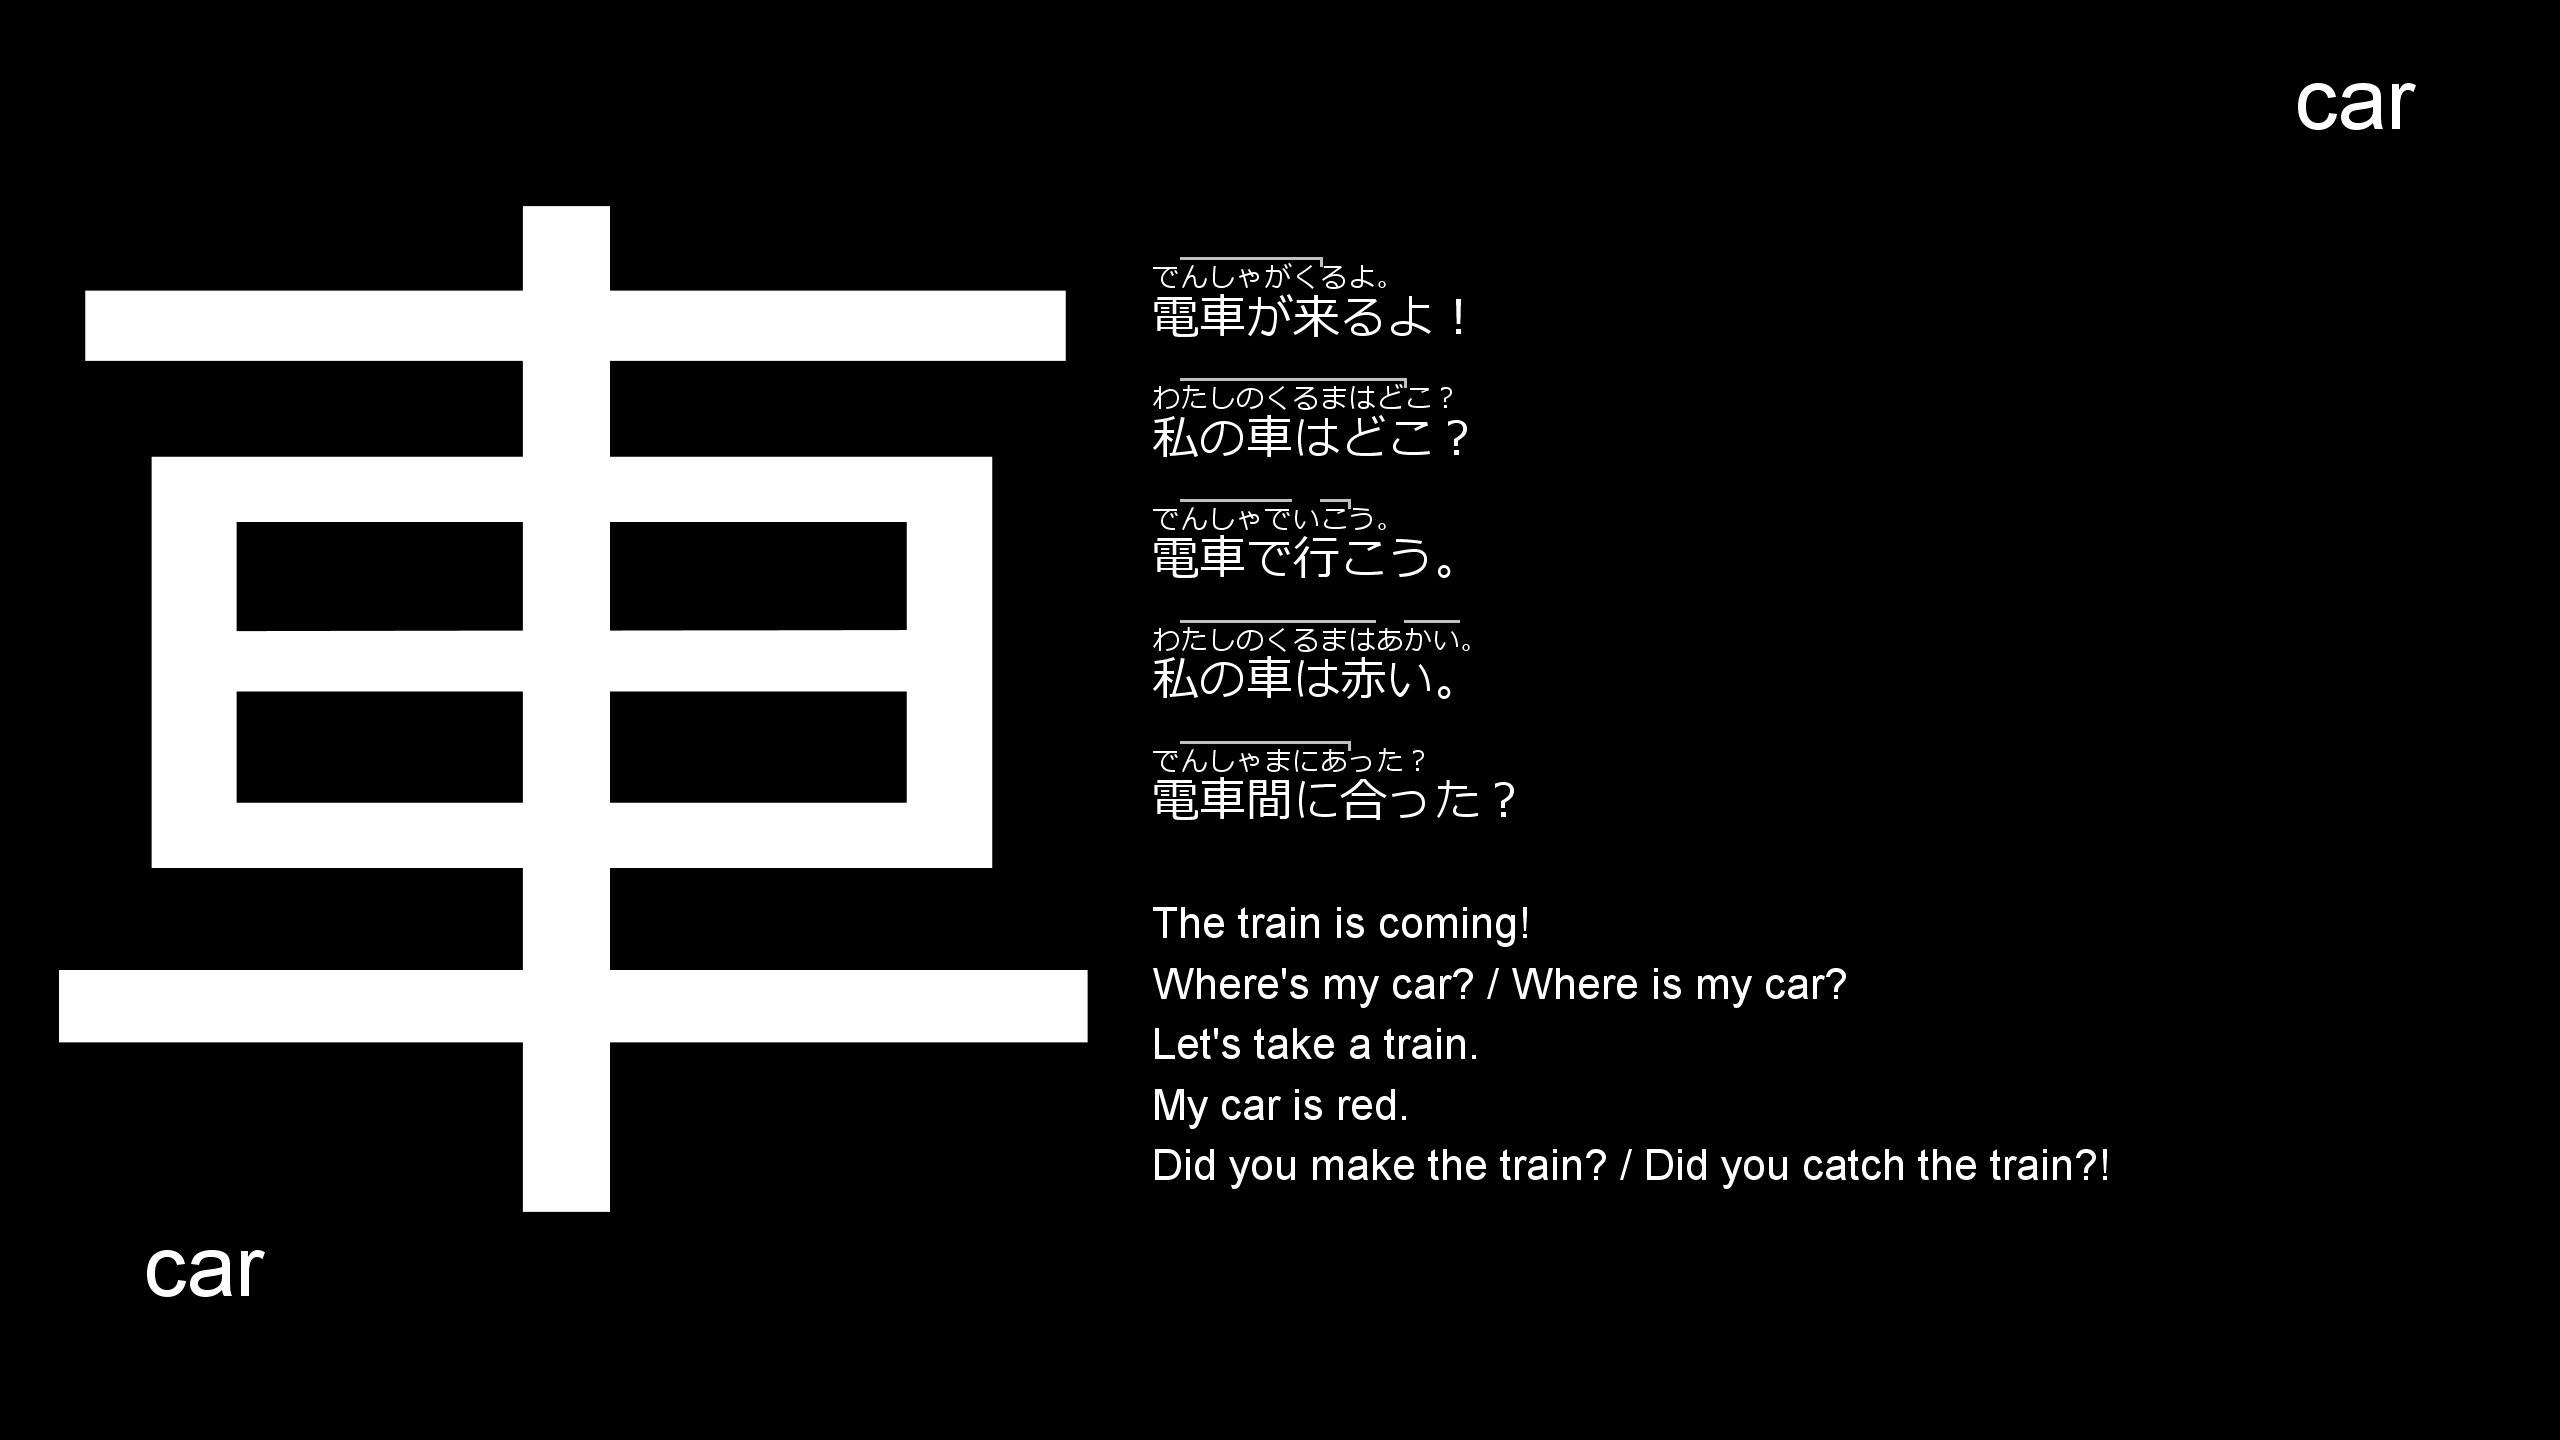 car
車
でんしゃがくるよ。
電車が来るよ！
わたしのくるまはどこ？
私の車はどこ？
でんしゃでいこう。
電車で行こう。
わたしのくるまはあかい。
私の車は赤い。
でんしゃまにあった？
電車間に合った？
The train is coming!
Where's my car? / Where is my car?
Let's take a train.
My car is red.
Did you make the train? / Did you catch the train?!
car